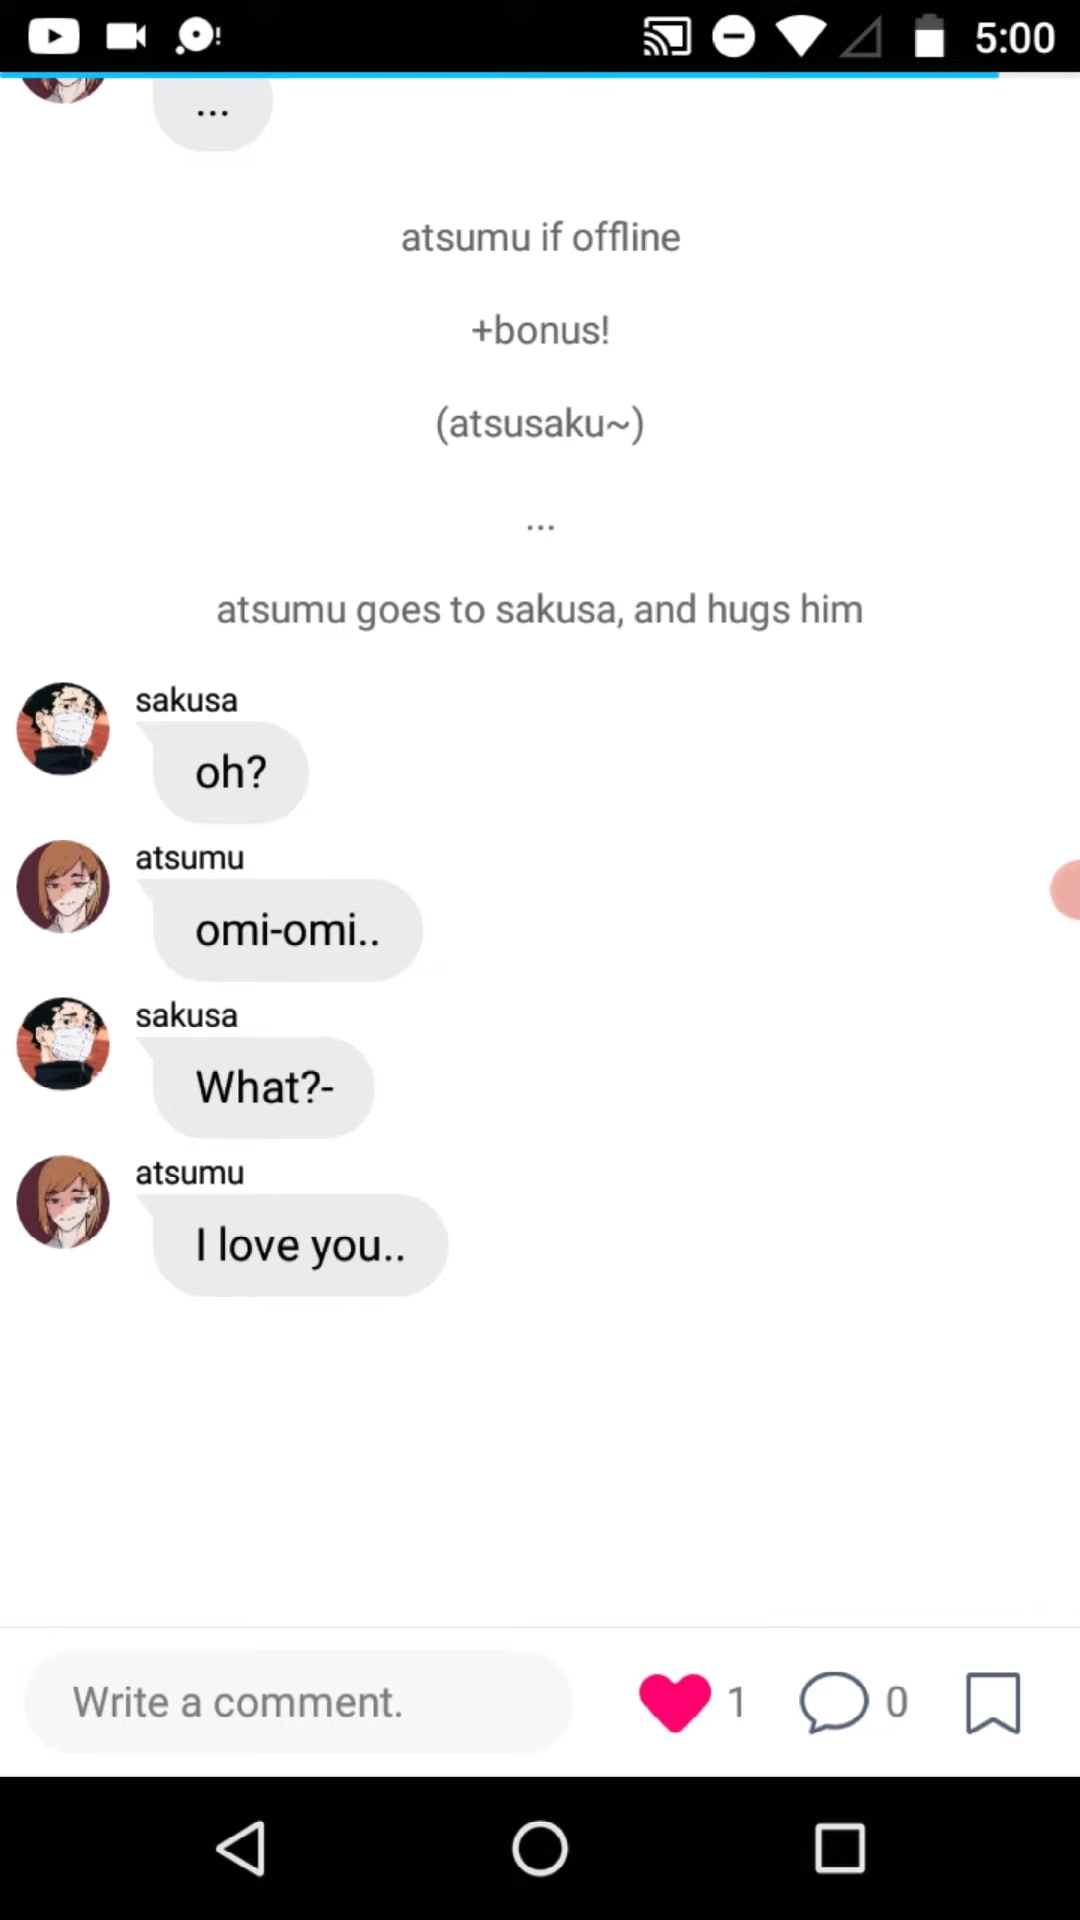 5:00
...
atsumu if offline
+bonus!
(atsusaku~)
...
atsumu goes to sakusa, and hugs him
sakusa
oh?
atsumu
omi-omi..
sakusa
What?-
atsumu
I love you..
Write a comment.
1
0